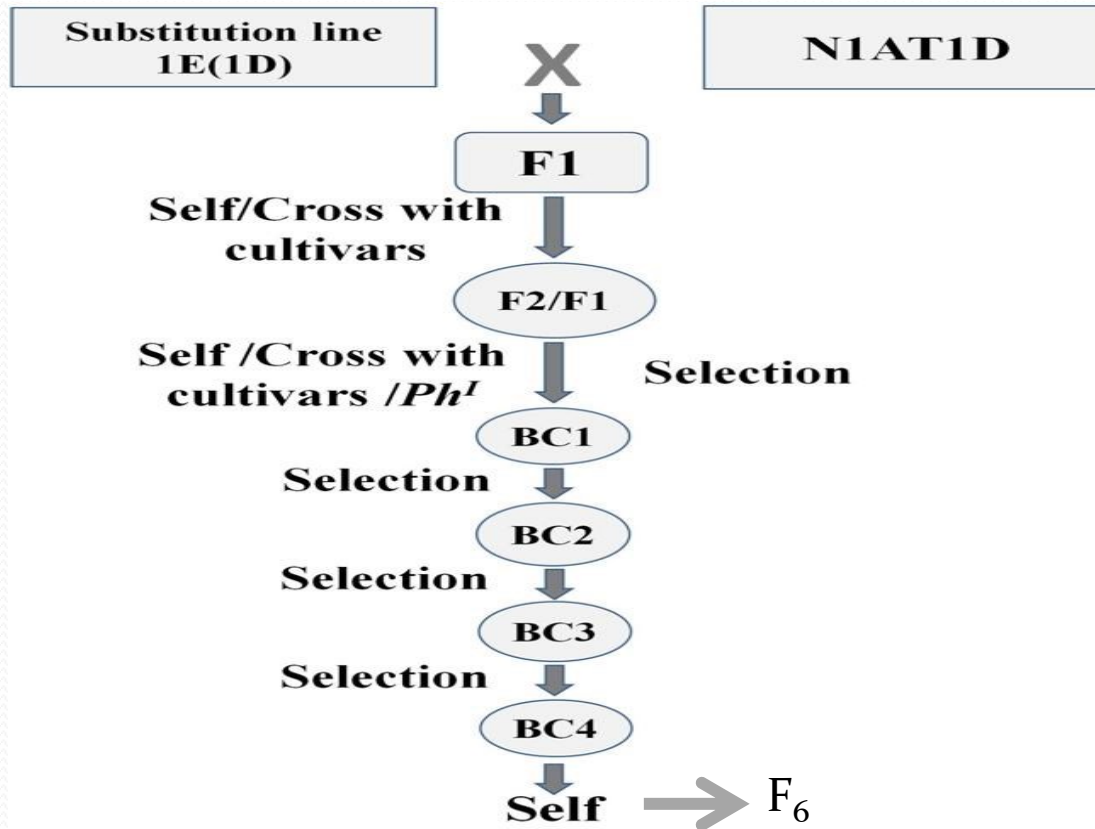 Substitution line
1E(1D)
X
N1AT1D
F1
Self/Cross with
cultivars
F2/F1
Self /Cross with
cultivars /Phᴵ
Selection
BC1
Selection
BC2
Selection
BC3
Selection
BC4
Self
F₆